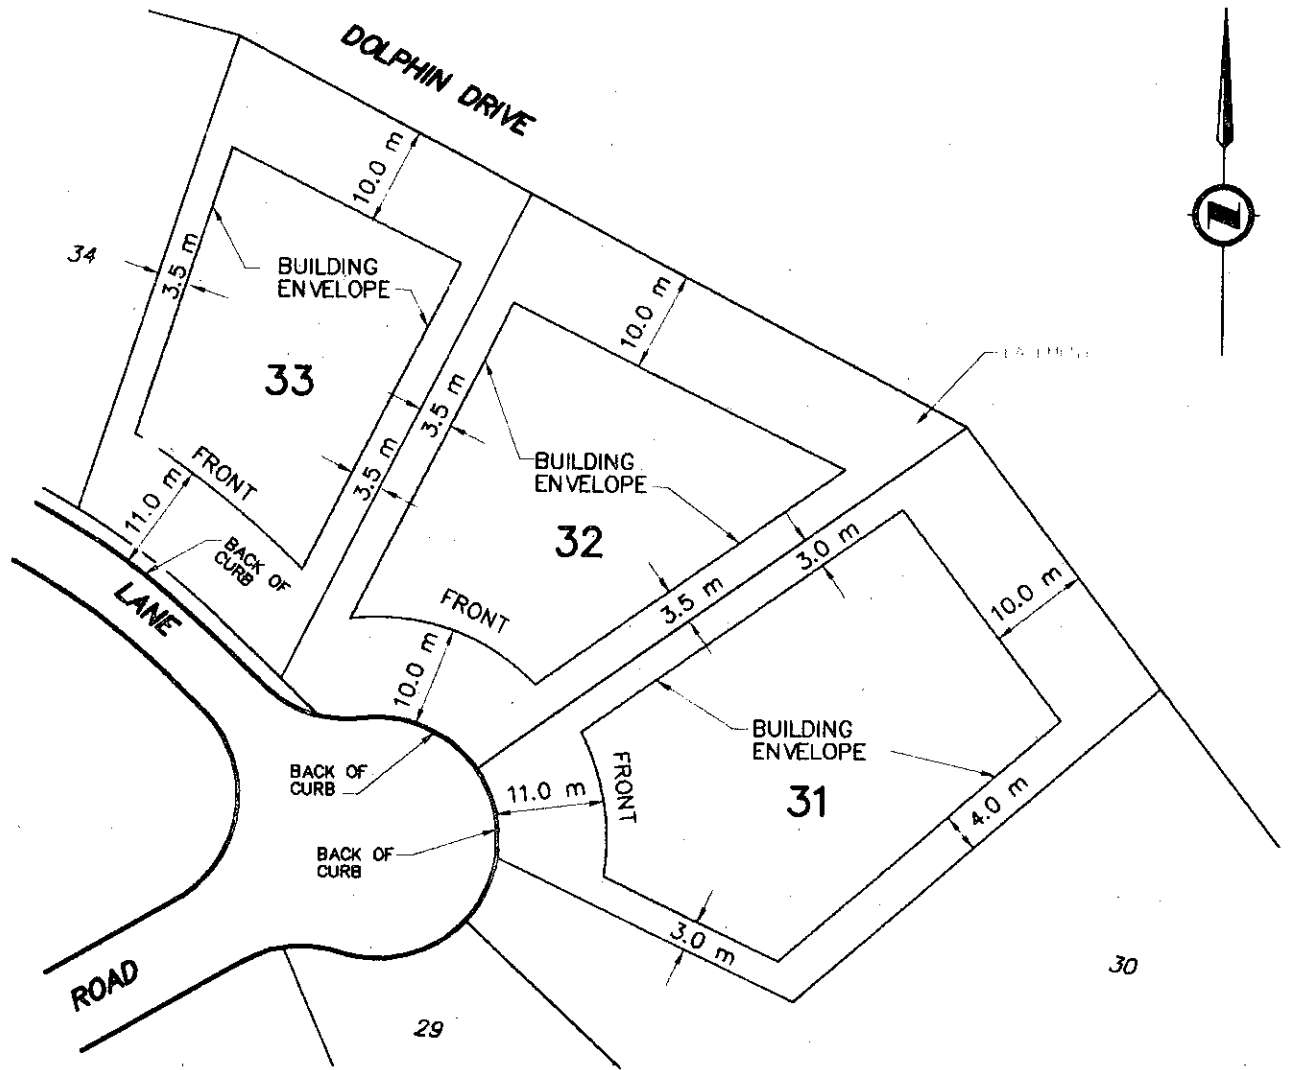 DOLPHIN DRIVE
10.0 m
34
3.5 m
BUILDING
ENVELOPE
33
10.0 m
3.5 m
3.5 m
FRONT
11.0 m
BUILDING
ENVELOPE
32
BACK OF
CURB
LANE
FRONT
10.0 m
3.5 m
3.0 m
10.0 m
BUILDING
ENVELOPE
31
FRONT
11.0 m
BACK OF
CURB
BACK OF
CURB
4.0 m
3.0 m
30
ROAD
29
N